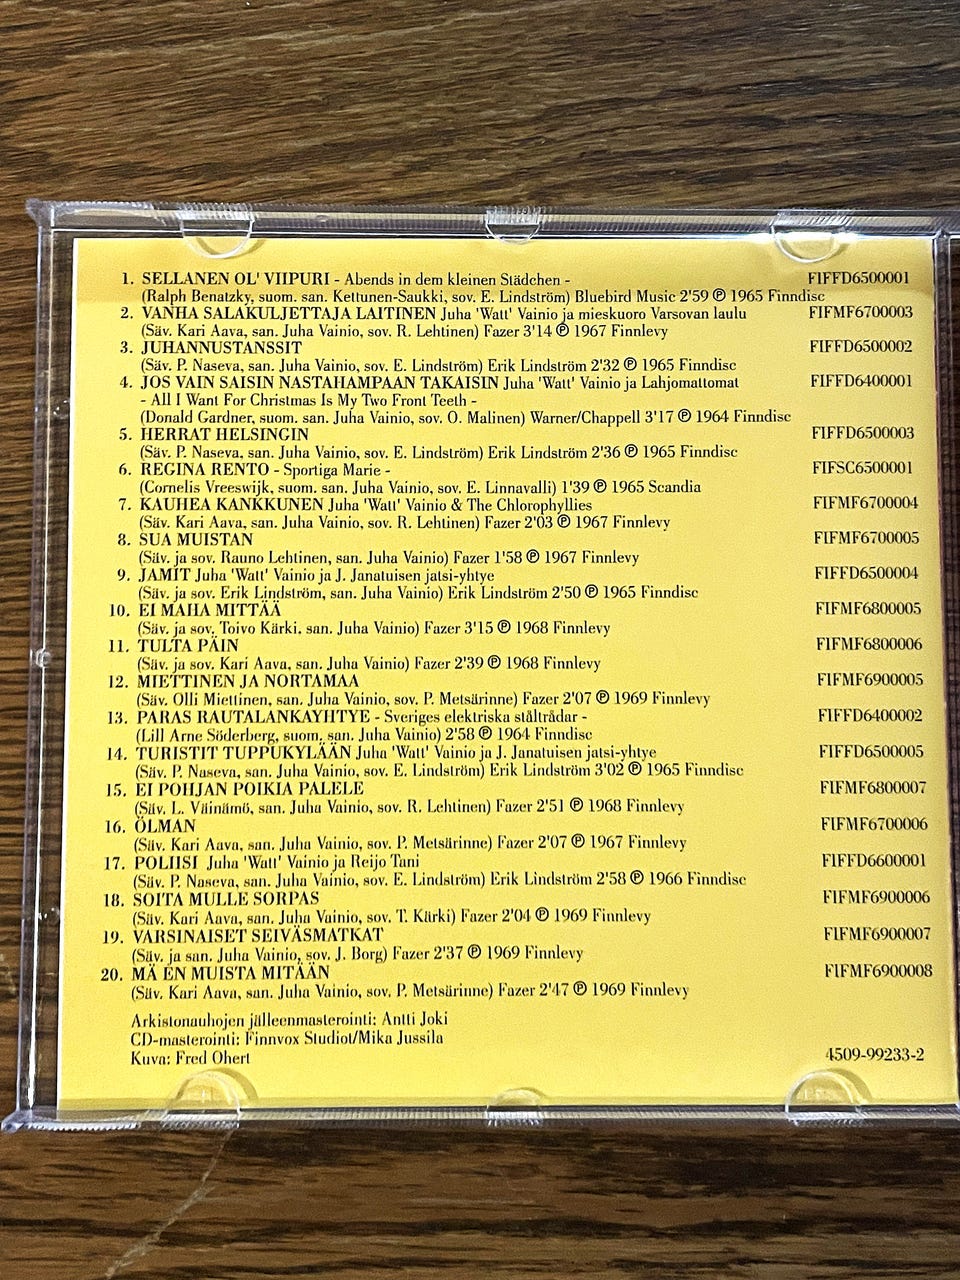 1. SELLANEN OL' VIIPURI - Abends in dem kleinen Städchen - FIFFD6500001
(Ralph Benatzky, suom. san. Kettunen-Saukki, sov. E. Lindström) Bluebird Music 2'59 ℗ 1965 Finndisc
2. VANHA SALAKULJETTAJA LAITINEN Juha 'Watt' Vainio ja mieskuoro Varsovan laulu FIFMF6700003
(Säv. Kari Aava, san. Juha Vainio, sov. R. Lehtinen) Fazer 3'14 ℗ 1967 Finnlevy
3. JUHANNUSTANSSIT FIFFD6500002
(Säv. P. Naseva, san. Juha Vainio, sov. E. Lindström) Erik Lindström 2'32 ℗ 1965 Finndisc
4. JOS VAIN SAISIN NASTAHAMPAAN TAKAISIN Juha 'Watt' Vainio ja Lahjomattomat FIFFD6400001
- All I Want For Christmas Is My Two Front Teeth -
(Donald Gardner, suom. san. Juha Vainio, sov. O. Malinen) Warner/Chappell 3'17 ℗ 1964 Finndisc
5. HERRAT HELSINGIN FIFFD6500003
(Säv. P. Naseva, san. Juha Vainio, sov. E. Lindström) Erik Lindström 2'36 ℗ 1965 Finndisc
6. REGINA RENTO - Sportiga Marie - FIFSC6500001
(Cornelis Vreeswijk, suom. san. Juha Vainio, sov. E. Linnavalli) 1'39 ℗ 1965 Scandia
7. KAUHEA KANKKUNEN Juha 'Watt' Vainio & The Chlorophyllies FIFMF6700004
(Säv. Kari Aava, san. Juha Vainio, sov. R. Lehtinen) Fazer 2'03 ℗ 1967 Finnlevy
8. SUA MUISTAN FIFMF6700005
(Säv. ja sov. Rauno Lehtinen, san. Juha Vainio) Fazer 1'58 ℗ 1967 Finnlevy
9. JAMIT Juha 'Watt' Vainio ja J. Janatuisen jatsi-yhtye FIFFD6500004
(Säv. ja sov. Erik Lindström, san. Juha Vainio) Erik Lindström 2'50 ℗ 1965 Finndisc
10. EI MAHA MITTÄÄ FIFMF6800005
(Säv. ja sov. Toivo Kärki, san. Juha Vainio) Fazer 3'15 ℗ 1968 Finnlevy
11. TULTA PÄIN FIFMF6800006
(Säv. ja sov. Kari Aava, san. Juha Vainio) Fazer 2'39 ℗ 1968 Finnlevy
12. MIETTINEN JA NORTAMAA FIFMF6900005
(Säv. Olli Miettinen, san. Juha Vainio, sov. P. Metsärinne) Fazer 2'07 ℗ 1969 Finnlevy
13. PARAS RAUTALANKAYHTYE - Sveriges elektriska ståltrådar - FIFFD6400002
(Lill Arne Söderberg, suom. san. Juha Vainio) 2'58 ℗ 1964 Finndisc
14. TURISTIT TUPPUKYLÄÄN Juha 'Watt' Vainio ja J. Janatuisen jatsi-yhtye FIFFD6500005
(Säv. P. Naseva, san. Juha Vainio, sov. E. Lindström) Erik Lindström 3'02 ℗ 1965 Finndisc
15. EI POHJAN POIKIA PALELE FIFMF6800007
(Säv. L. Väinämö, san. Juha Vainio, sov. R. Lehtinen) Fazer 2'51 ℗ 1968 Finnlevy
16. ÖLMAN FIFMF6700006
(Säv. Kari Aava, san. Juha Vainio, sov. P. Metsärinne) Fazer 2'07 ℗ 1967 Finnlevy
17. POLIISI Juha 'Watt' Vainio ja Reijo Tani FIFFD6600001
(Säv. P. Naseva, san. Juha Vainio, sov. E. Lindström) Erik Lindström 2'58 ℗ 1966 Finndisc
18. SOITA MULLE SORPAS FIFMF6900006
(Säv. Kari Aava, san. Juha Vainio, sov. T. Kärki) Fazer 2'04 ℗ 1969 Finnlevy
19. VARSINAISET SEIVÄSMATKAT FIFMF6900007
(Säv. ja san. Juha Vainio, sov. J. Borg) Fazer 2'37 ℗ 1969 Finnlevy
20. MÄ EN MUISTA MITÄÄN FIFMF6900008
(Säv. Kari Aava, san. Juha Vainio, sov. P. Metsärinne) Fazer 2'47 ℗ 1969 Finnlevy
Arkistonauhojen jälleenmasterointi: Antti Joki
CD-masterointi: Finnvox Studiot/Mika Jussila
Kuva: Fred Ohert 4509-99233-2